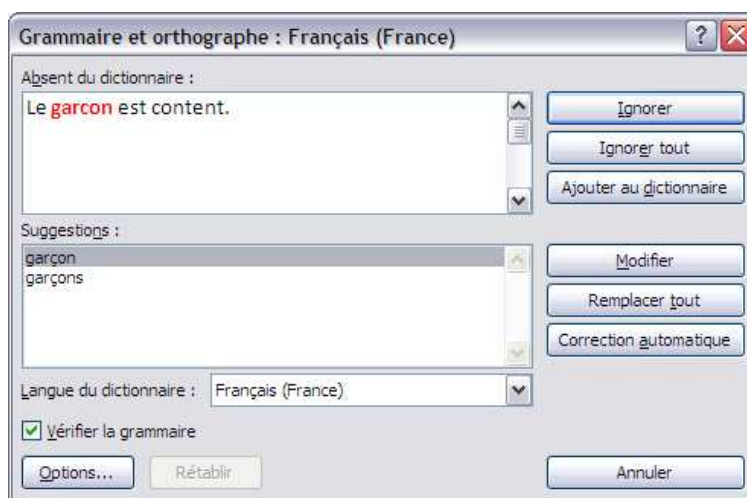 Grammaire et orthographe : Français (France)
Absent du dictionnaire :
Le garcon est content.
Ignorer
Ignorer tout
Ajouter au dictionnaire
Suggestions :
garçon
garçons
Modifier
Remplacer tout
Correction automatique
Langue du dictionnaire : Français (France)
Vérifier la grammaire
Options... Rétablir Annuler